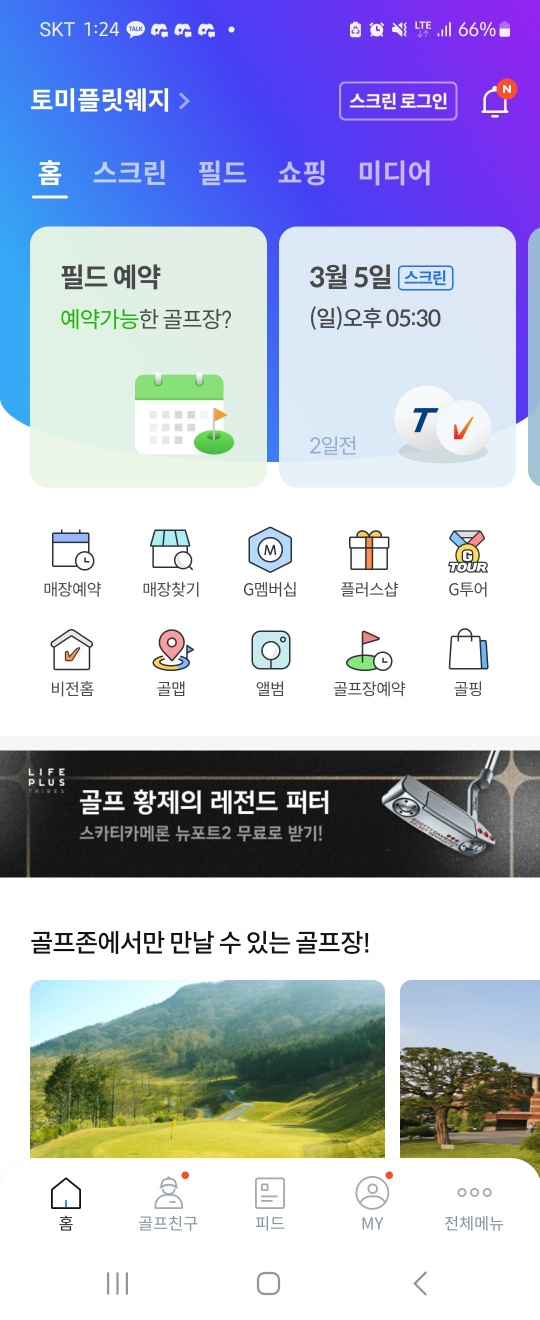 SKT 1:24 TALK LTE 66%
토미플릿웨지
스크린 로그인
N
홈 스크린 필드 쇼핑 미디어
필드 예약
예약가능한 골프장?
3월 5일 스크린
(일)오후 05:30
2일전
T
M
G
TOUR
매장예약 매장찾기 G멤버십 플러스샵 G투어
비전홈 골맵 앨범 골프장예약 골핑
LIFE
PLUS
TRIBES
골프 황제의 레전드 퍼터
스카티카메론 뉴포트2 무료로 받기!
골프존에서만 만날 수 있는 골프장!
홈 골프친구 피드 MY 전체메뉴